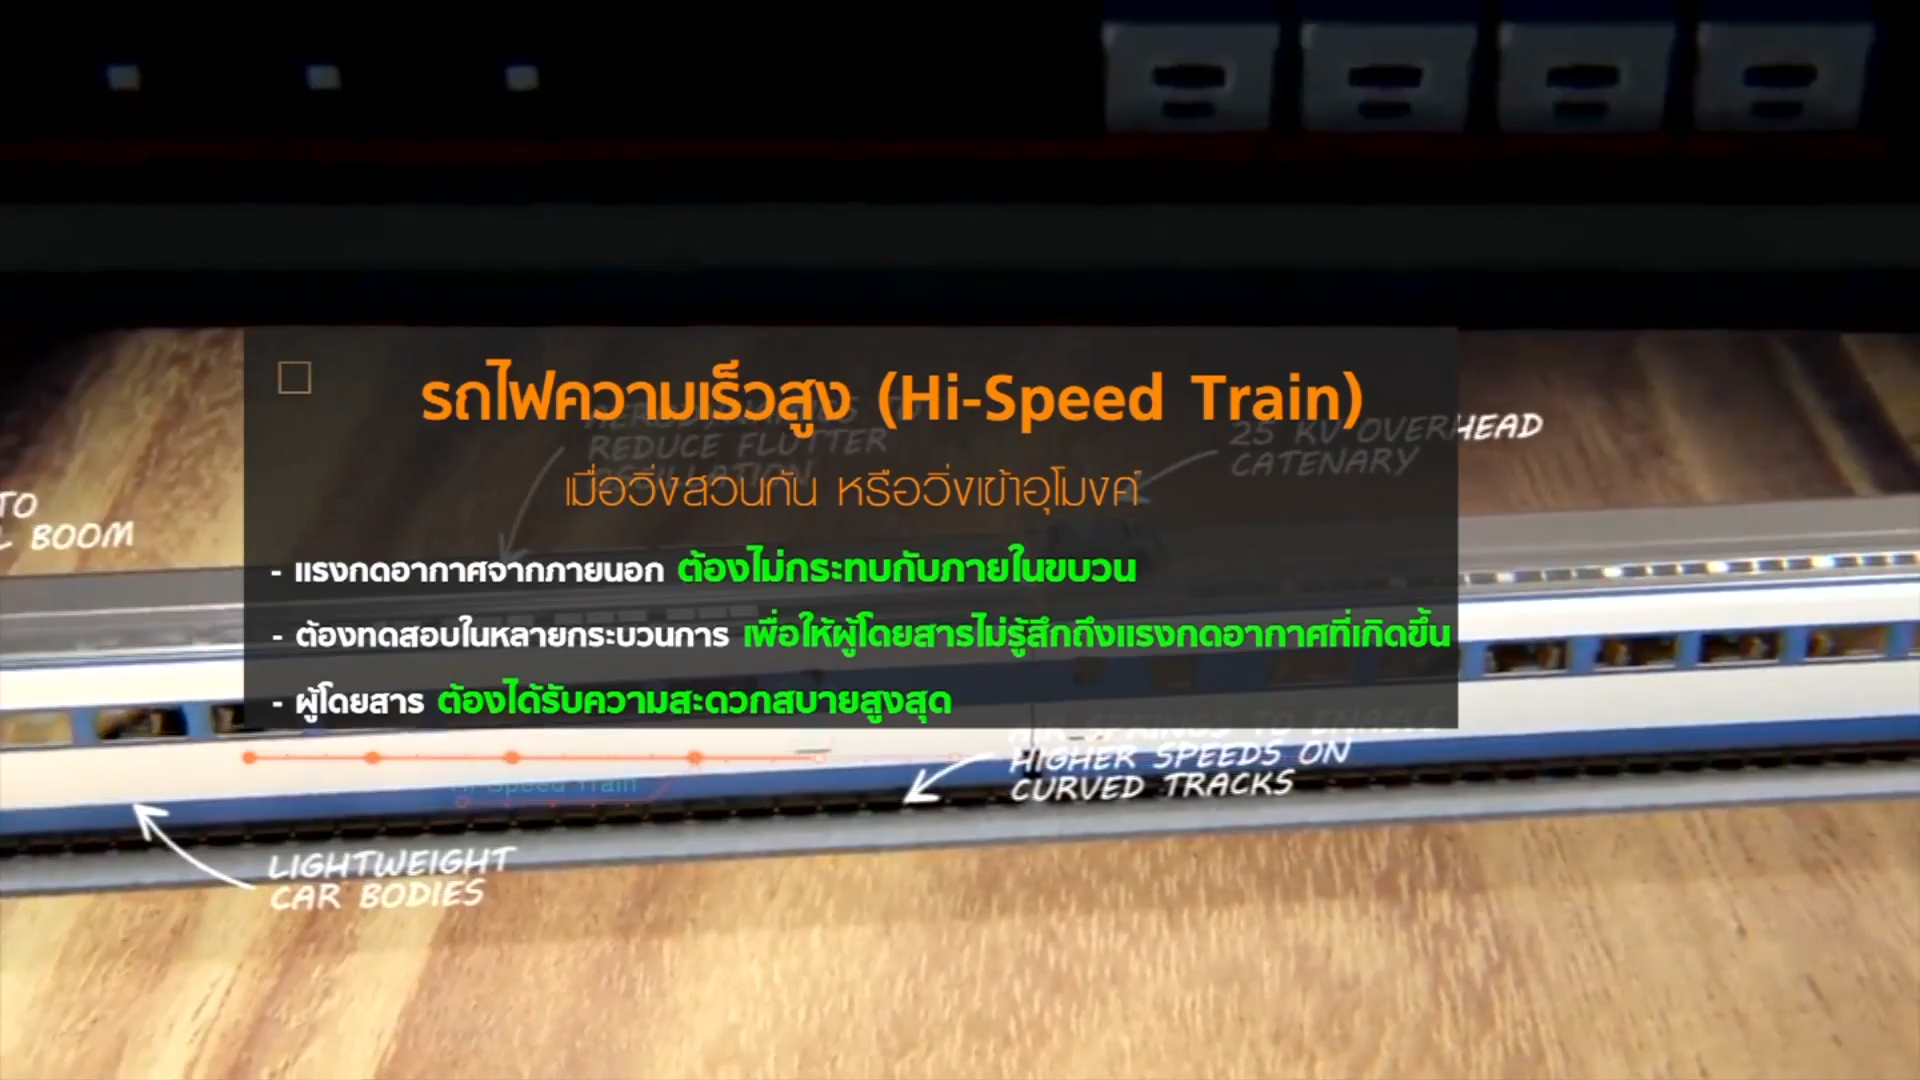 รถไฟความเร็วสูง (Hi-Speed Train)
REDUCE FLUTTER
25 KV OVERHEAD
CATENARY
เมื่อวิ่งสวนทัน หรือวิ่งเข้าอุโมงค์
TO
BOOM
- แรงกดอากาศจากภายนอก ต้องไม่กระทบกับภายในขบวน
- ต้องทดสอบในหลายกระบวนการ เพื่อให้ผู้โดยสารไม่รู้สึกถึงแรงกดอากาศที่เกิดขึ้น
- ผู้โดยสาร ต้องได้รับความสะดวกสบายสูงสุด
AIR SPRINGS TO ENABLE
HIGHER SPEEDS ON
CURVED TRACKS
Hi-Speed Train
LIGHTWEIGHT
CAR BODIES